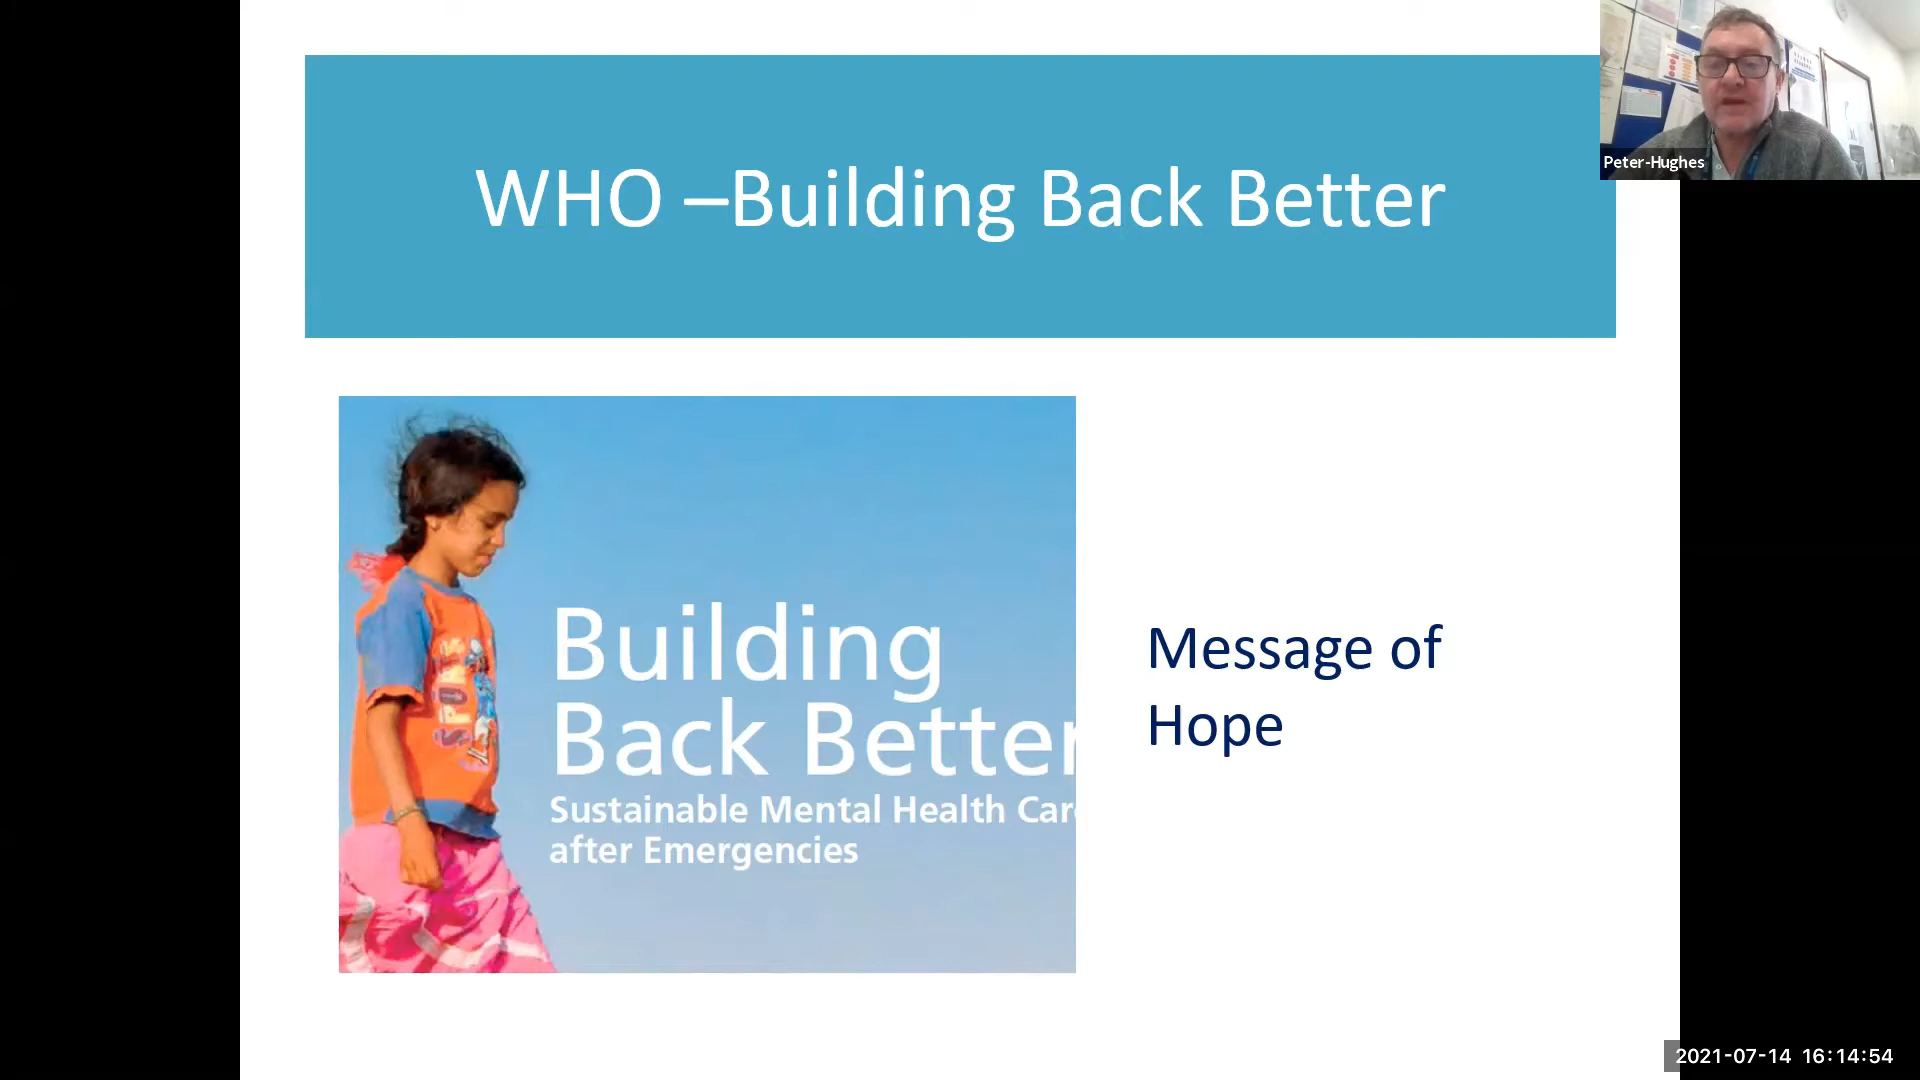 WHO –Building Back Better
Peter-Hughes
Building
Back Better
Sustainable Mental Health Car
after Emergencies
Message of
Hope
2021-07-14 16:14:54